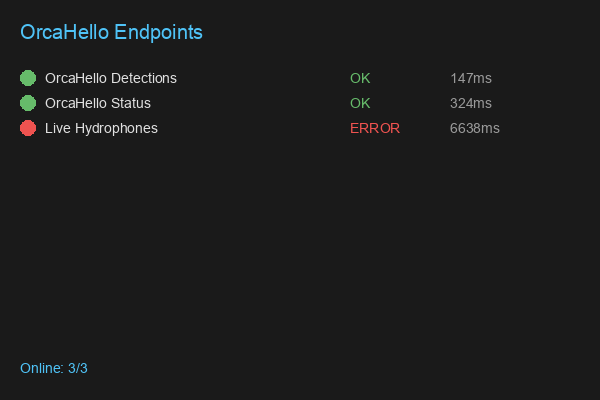 OrcaHello Endpoints
OrcaHello Detections OK 147ms
OrcaHello Status OK 324ms
Live Hydrophones ERROR 6638ms
Online: 3/3